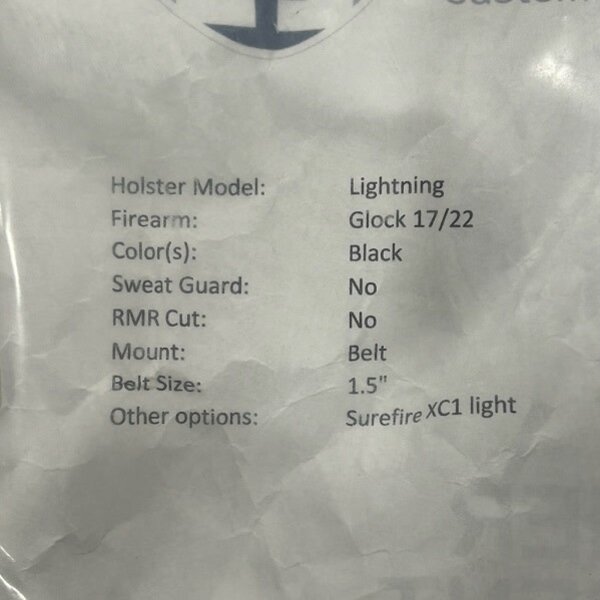 Holster Model: Lightning
Firearm: Glock 17/22
Color(s): Black
Sweat Guard: No
RMR Cut: No
Mount: Belt
Belt Size: 1.5"
Other options: Surefire XC1 light